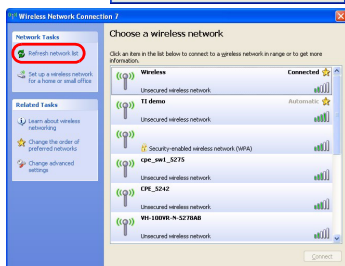 Wireless Network Connection 7
Network Tasks
Refresh network list
Set up a wireless network
for a home or small office
Related Tasks
Learn about wireless
networking
Change the order of
preferred networks
Change advanced
settings
Choose a wireless network
Click an item in the list below to connect to a wireless network in range or to get more
information.
Wireless
Connected
Unsecured wireless network
TI demo
Automatic
Unsecured wireless network
Security-enabled wireless network (WPA)
cpe_sw1_5275
Unsecured wireless network
CPE_5242
Unsecured wireless network
VH-100VR-N-5278AB
Unsecured wireless network
Connect